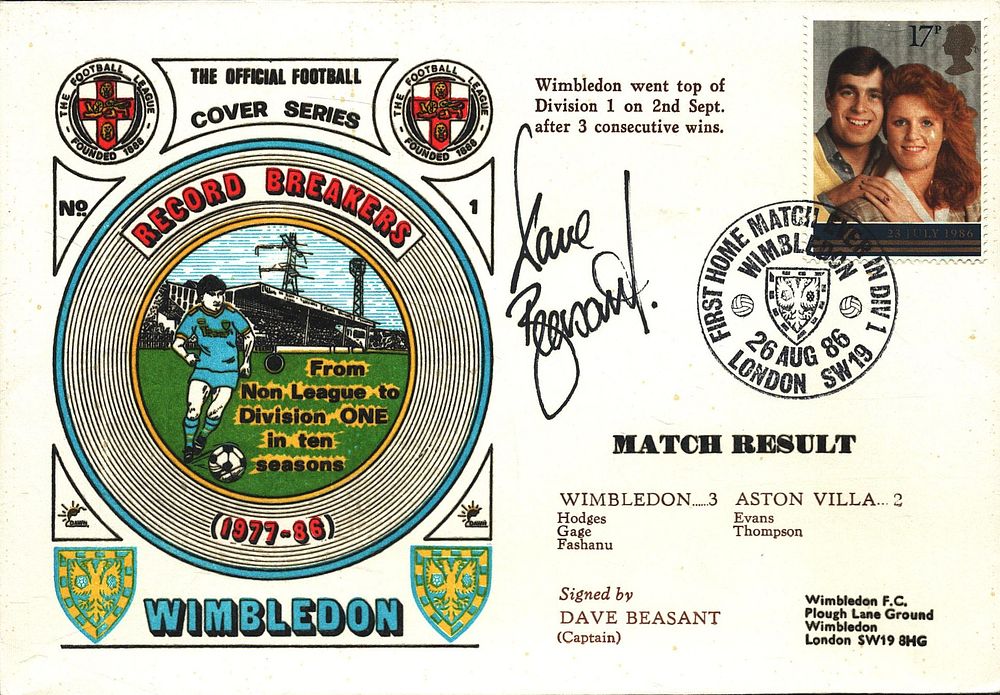 THE OFFICIAL FOOTBALL
COVER SERIES
THE FOOTBALL LEAGUE
FOUNDED 1888
THE FOOTBALL LEAGUE
FOUNDED 1888
No
1
RECORD BREAKERS
From
Non League to
Division ONE
in ten
seasons
(1977-86)
DAWN
DAWN
WIMBLEDON
Wimbledon went top of
Division 1 on 2nd Sept.
after 3 consecutive wins.
Dave
Beasant.
17P
23 JULY 1986
FIRST HOME MATCH EVER IN DIV 1
WIMBLEDON
26 AUG 86
LONDON SW19
MATCH RESULT
WIMBLEDON......3 ASTON VILLA... 2
Hodges Evans
Gage Thompson
Fashanu
Signed by
DAVE BEASANT
(Captain)
Wimbledon F.C.
Plough Lane Ground
Wimbledon
London SW19 8HG